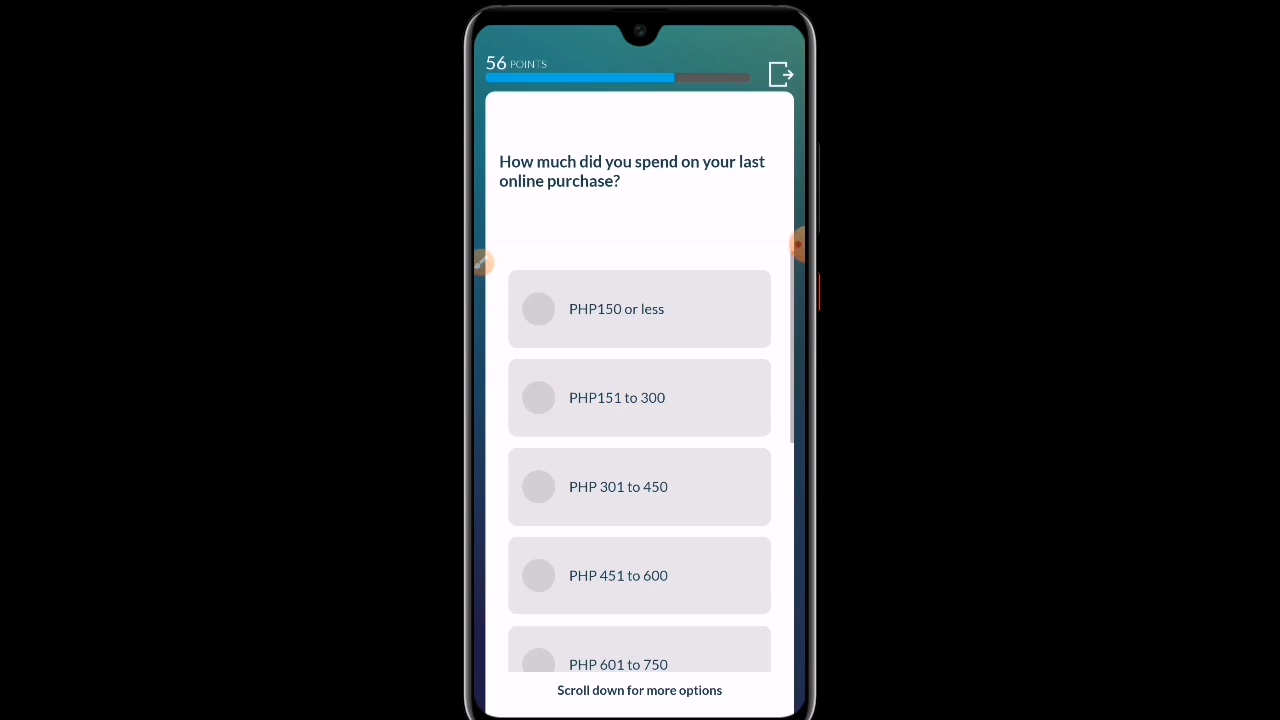 56 POINTS
How much did you spend on your last
online purchase?
PHP150 or less
PHP151 to 300
PHP 301 to 450
PHP 451 to 600
PHP 601 to 750
Scroll down for more options